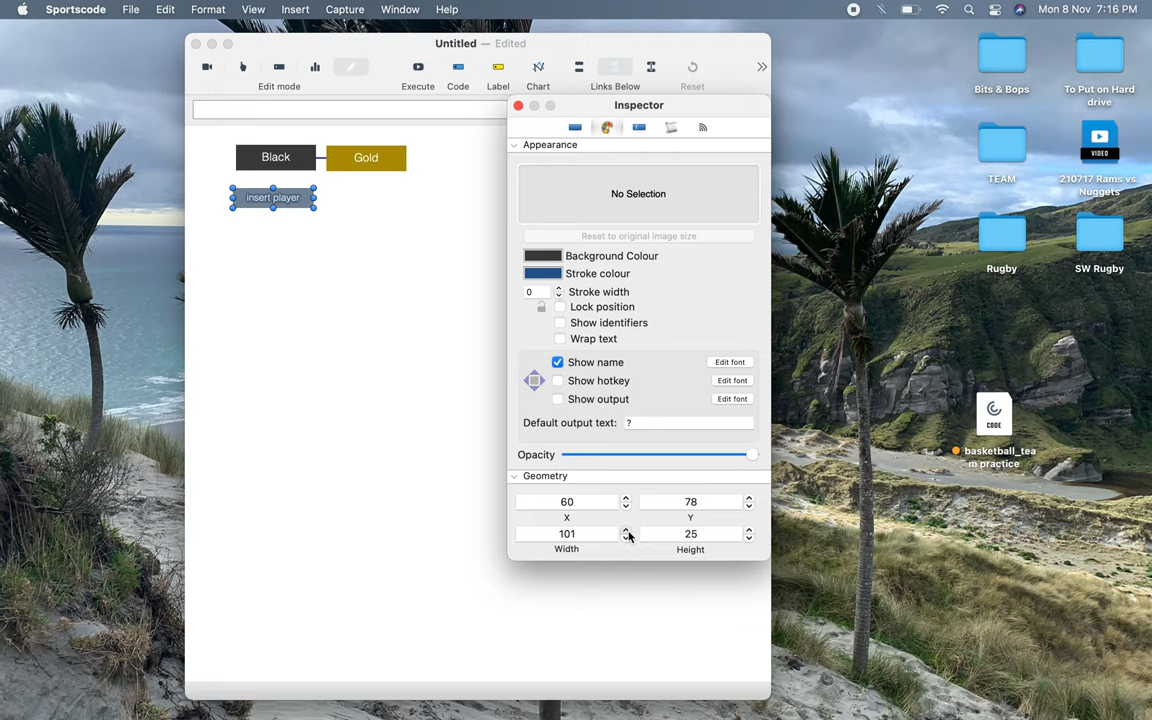 Sportscode File Edit Format View Insert Capture Window Help Mon 8 Nov 7:16 PM
Untitled — Edited
Edit mode Execute Code Label Chart Links Below Reset
Inspector
Appearance
No Selection
Reset to original image size
Background Colour
Stroke colour
0 Stroke width
Lock position
Show identifiers
Wrap text
Show name Edit font
Show hotkey Edit font
Show output Edit font
Default output text: ?
Opacity
Geometry
60 78
X Y
101 25
Width Height
Black Gold
insert player
Bits & Bops
To Put on Hard
drive
TEAM
VIDEO
210717 Rams vs.
Nuggets
Rugby
SW Rugby
CODE
basketball_tea
m practice